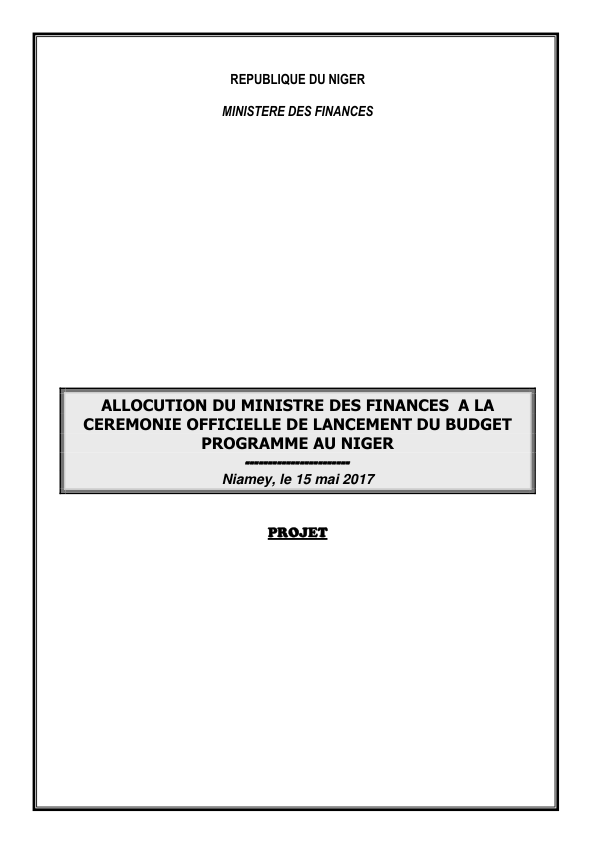 REPUBLIQUE DU NIGER
MINISTERE DES FINANCES
ALLOCUTION DU MINISTRE DES FINANCES  A LA
CEREMONIE OFFICIELLE DE LANCEMENT DU BUDGET
PROGRAMME AU NIGER
-----------------------
Niamey, le 15 mai 2017
PROJET